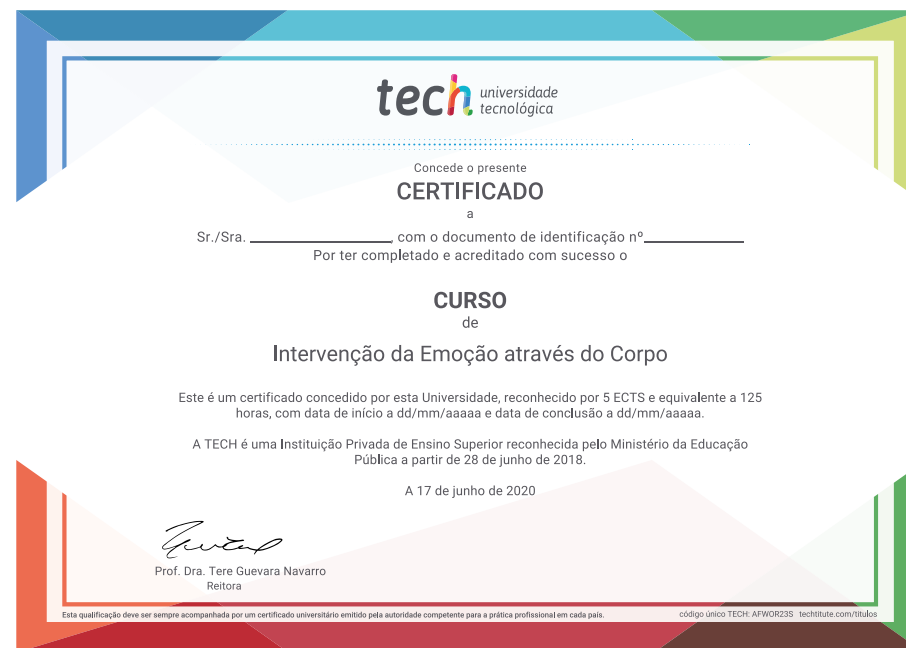 tech universidade
tecnológica
Concede o presente
CERTIFICADO
a
Sr./Sra. , com o documento de identificação nº
Por ter completado e acreditado com sucesso o
CURSO
de
Intervenção da Emoção através do Corpo
Este é um certificado concedido por esta Universidade, reconhecido por 5 ECTS e equivalente a 125
horas, com data de início a dd/mm/aaaaa e data de conclusão a dd/mm/aaaaa.
A TECH é uma Instituição Privada de Ensino Superior reconhecida pelo Ministério da Educação
Pública a partir de 28 de junho de 2018.
A 17 de junho de 2020
Prof. Dra. Tere Guevara Navarro
Reitora
Esta qualificação deve ser sempre acompanhada por um certificado universitário emitido pela autoridade competente para a prática profissional em cada país. código único TECH: AFWOR23S techtitute.com/titulos